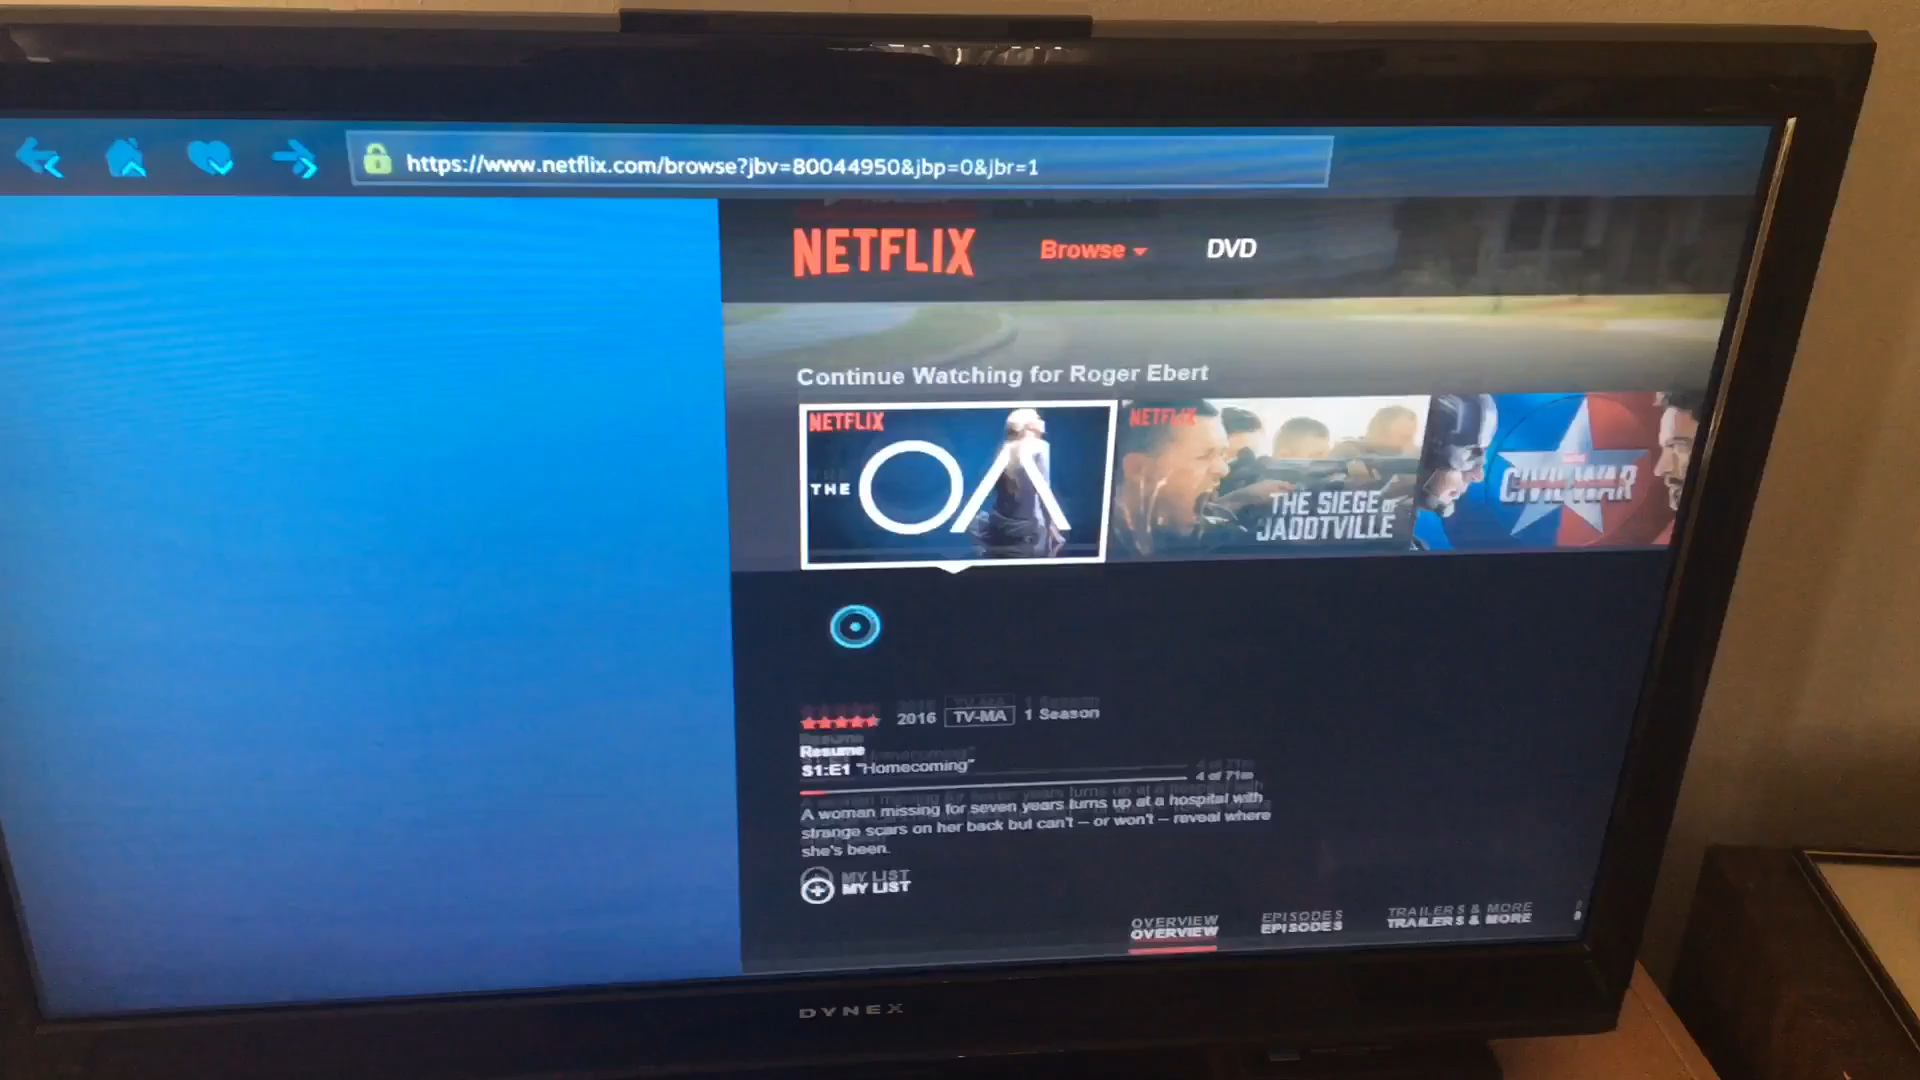 https://www.netflix.com/browse?jbv=80044950&jbp=0&jbr=1
NETFLIX Browse DVD
Continue Watching for Roger Ebert
NETFLIX
THE OA
NETFLIX
THE SIEGE OF
JADOTVILLE
CIVIL WAR
2016 TV-MA 1 Season
Resume
S1:E1 "Homecoming"
4 of 71m
A woman missing for seven years turns up at a hospital with
strange scars on her back but can't – or won't – reveal where
she's been.
MY LIST
OVERVIEW EPISODES TRAILERS & MORE
DYNEX